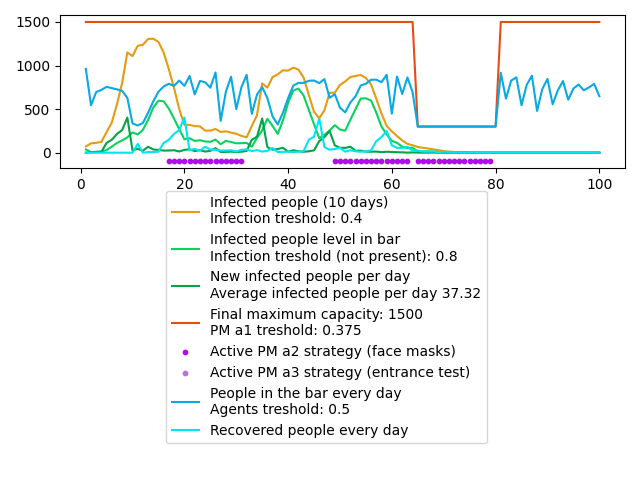 1500
1000
500
0
0
20
40
60
80
100
Infected people (10 days)
Infection treshold: 0.4
Infected people level in bar
Infection treshold (not present): 0.8
New infected people per day
Average infected people per day 37.32
Final maximum capacity: 1500
PM a1 treshold: 0.375
Active PM a2 strategy (face masks)
Active PM a3 strategy (entrance test)
People in the bar every day
Agents treshold: 0.5
Recovered people every day